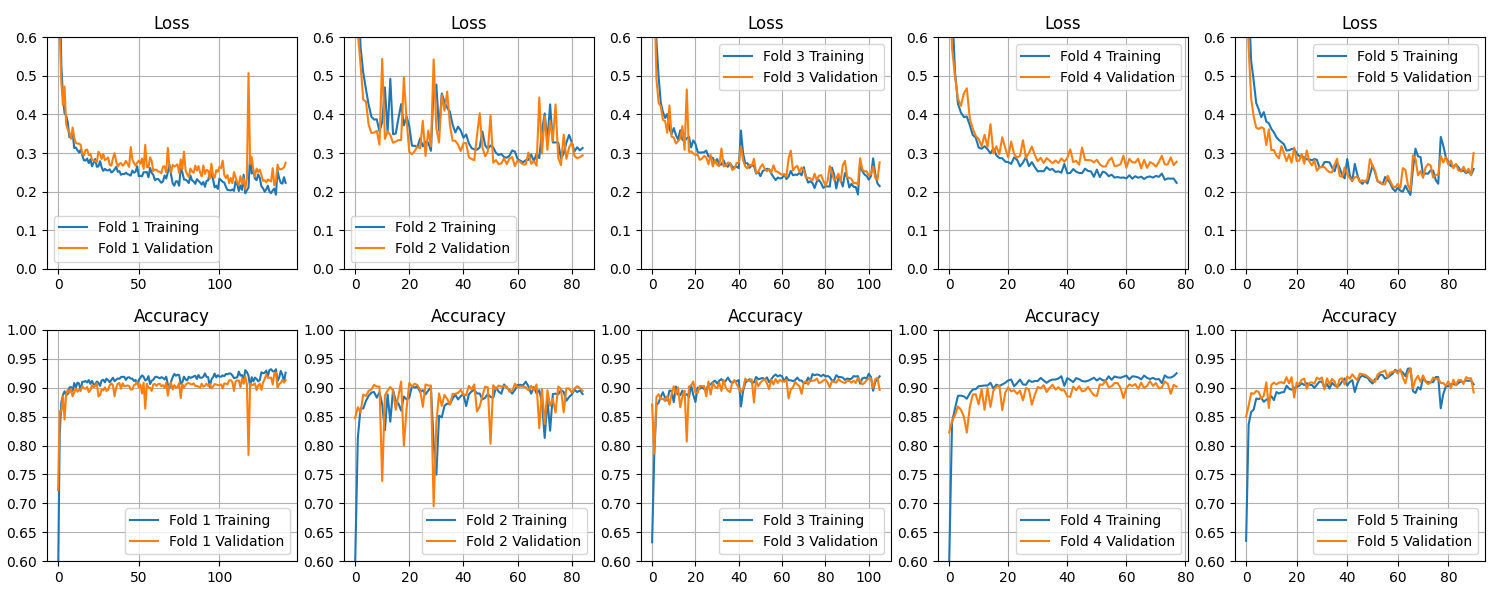 Loss
0.6
0.5
0.4
0.3
0.2
0.1
0.0
0 50 100
Fold 1 Training
Fold 1 Validation
Loss
0.6
0.5
0.4
0.3
0.2
0.1
0.0
0 20 40 60 80
Fold 2 Training
Fold 2 Validation
Loss
0.6
0.5
0.4
0.3
0.2
0.1
0.0
0 20 40 60 80 100
Fold 3 Training
Fold 3 Validation
Loss
0.6
0.5
0.4
0.3
0.2
0.1
0.0
0 20 40 60 80
Fold 4 Training
Fold 4 Validation
Loss
0.6
0.5
0.4
0.3
0.2
0.1
0.0
0 20 40 60 80
Fold 5 Training
Fold 5 Validation
Accuracy
1.00
0.95
0.90
0.85
0.80
0.75
0.70
0.65
0.60
0 50 100
Fold 1 Training
Fold 1 Validation
Accuracy
1.00
0.95
0.90
0.85
0.80
0.75
0.70
0.65
0.60
0 20 40 60 80
Fold 2 Training
Fold 2 Validation
Accuracy
1.00
0.95
0.90
0.85
0.80
0.75
0.70
0.65
0.60
0 20 40 60 80 100
Fold 3 Training
Fold 3 Validation
Accuracy
1.00
0.95
0.90
0.85
0.80
0.75
0.70
0.65
0.60
0 20 40 60 80
Fold 4 Training
Fold 4 Validation
Accuracy
1.00
0.95
0.90
0.85
0.80
0.75
0.70
0.65
0.60
0 20 40 60 80
Fold 5 Training
Fold 5 Validation